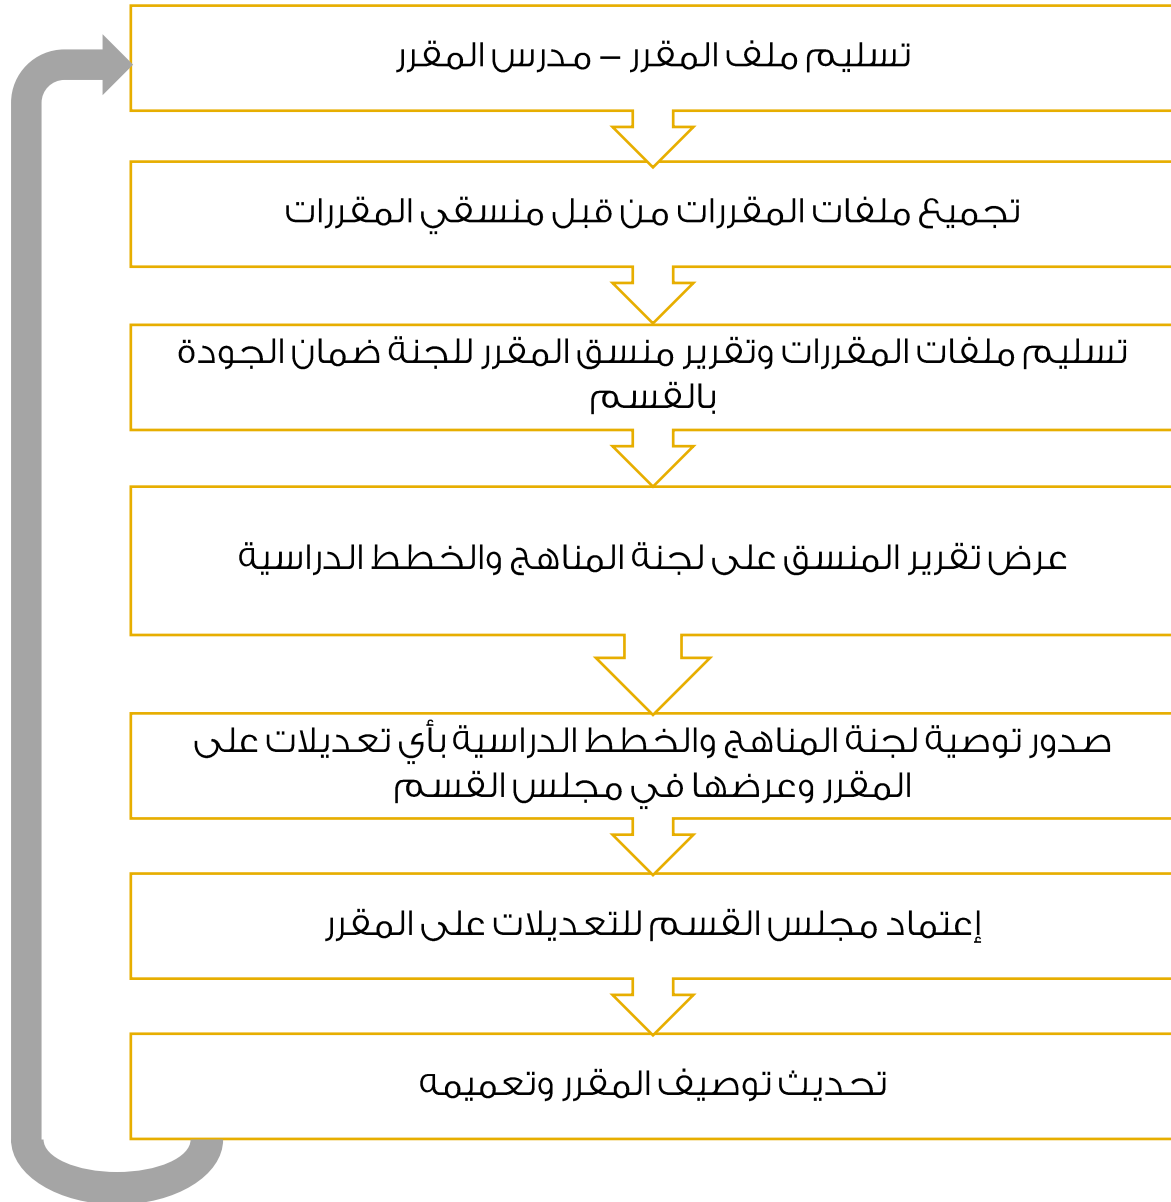 تسليم ملف المقرر – مدرس المقرر
تجميع ملفات المقررات من قبل منسقي المقررات
تسليم ملفات المقررات وتقرير منسق المقرر للجنة ضمان الجودة
بالقسم
عرض تقرير المنسق على لجنة المناهج والخطط الدراسية
صدور توصية لجنة المناهج والخطط الدراسية بأي تعديلات على
المقرر وعرضها في مجلس القسم
إعتماد مجلس القسم للتعديلات على المقرر
تحديث توصيف المقرر وتعميمه